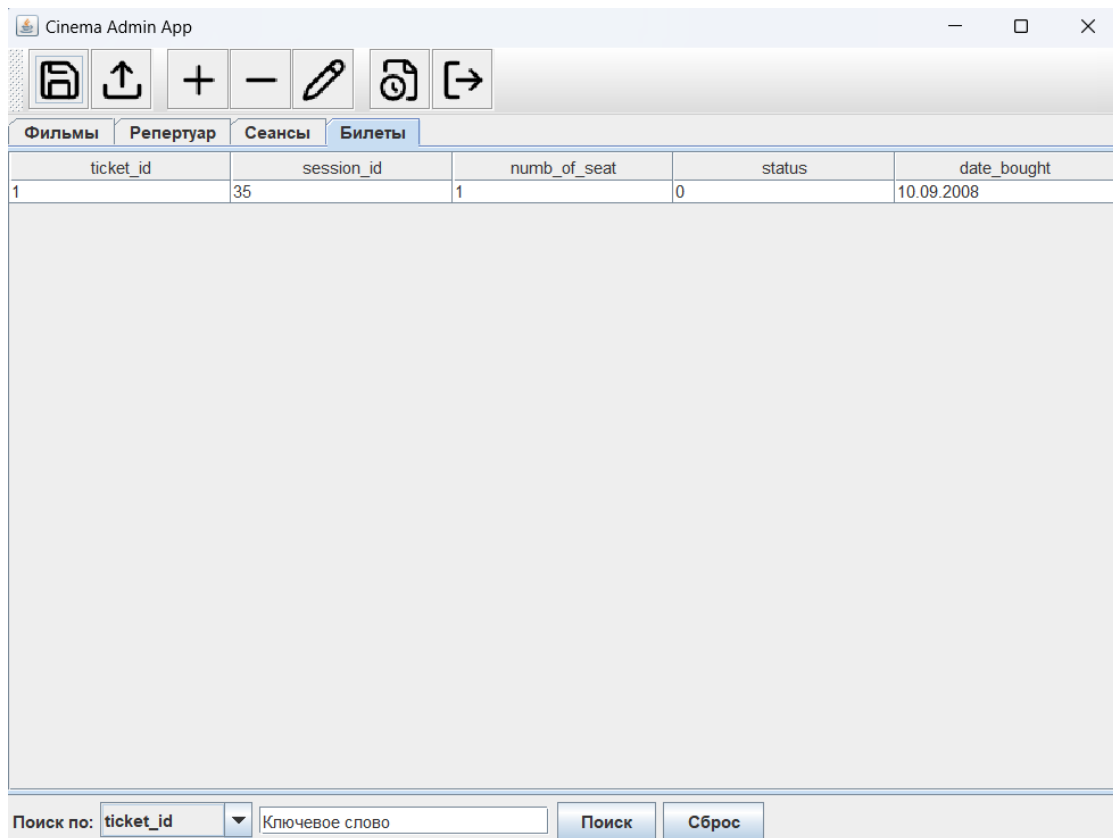 Cinema Admin App
Фильмы Репертуар Сеансы Билеты
ticket_id session_id numb_of_seat status date_bought
1 35 1 0 10.09.2008
Поиск по: ticket_id Ключевое слово Поиск Сброс